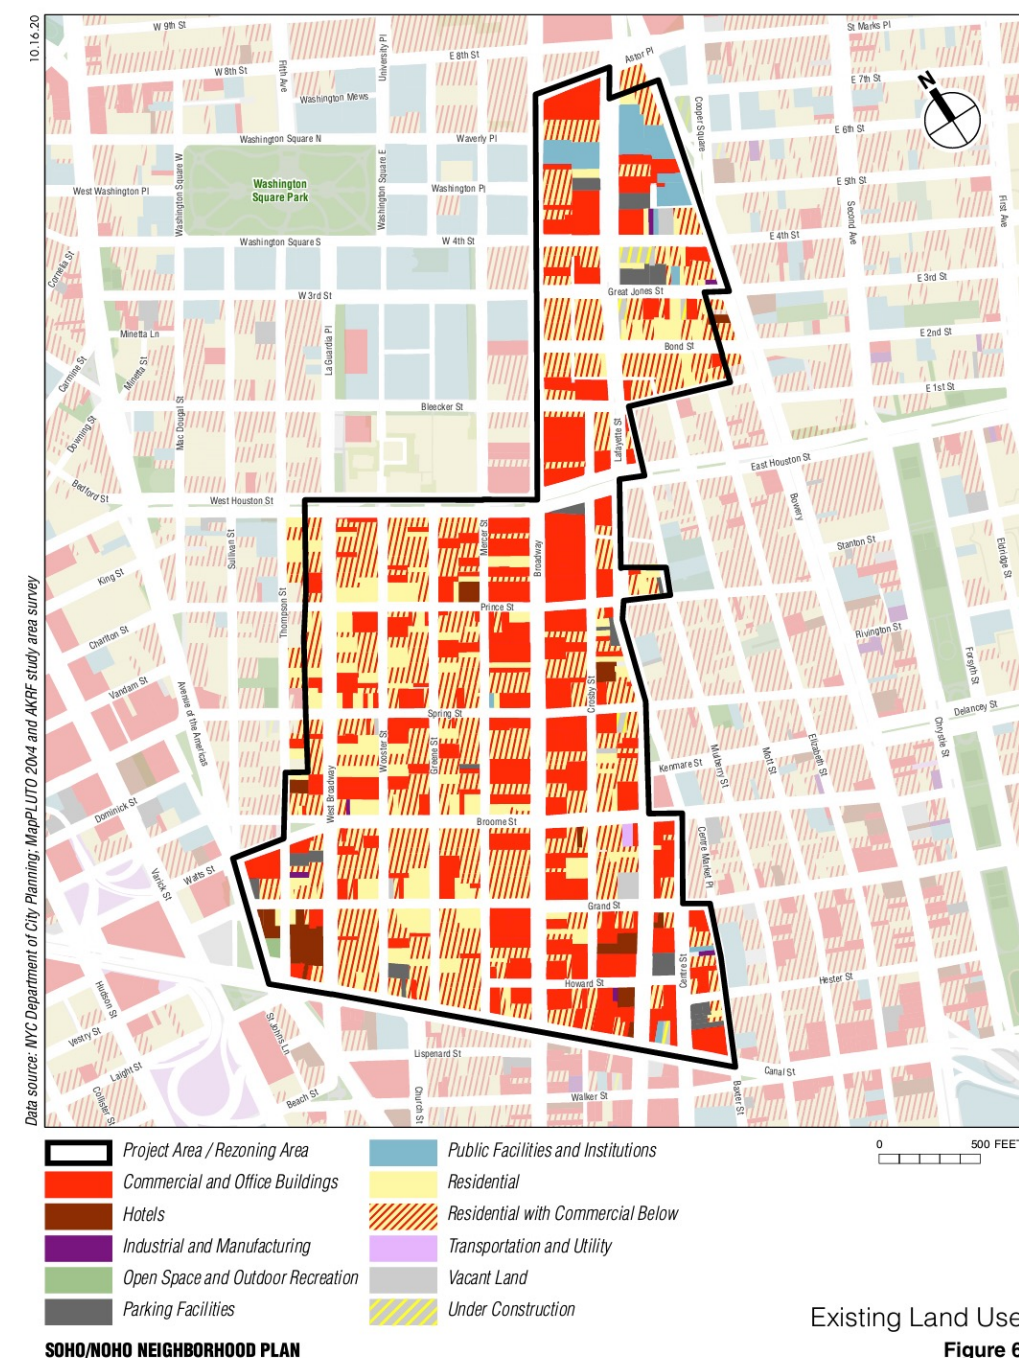 10.16.20
W 9th St
St Marks Pl
Astor Pl
University Pl
E 8th St
Fifth Ave
W 8th St
E 7th St
N
Washington Mews
Cooper Square
E 6th St
Washington Square N
Waverly Pl
Washington Square W
Washington Square E
West Washington Pl
Washington
Square Park
Washington Pl
E 5th St
Second Ave
First Ave
Washington Square S
W 4th St
E 4th St
Cornelia St
E 3rd St
W 3rd St
Great Jones St
Minetta Ln
La Guardia Pl
E 2nd St
Bond St
Carmine St
Minetta St
E 1st St
Mac Dougal St
Bleecker St
Downing St
Lafayette St
East Houston St
Bedford St
West Houston St
Bowery
Sullivan St
Mercer St
Broadway
Stanton St
Eldridge St
King St
Thompson St
Prince St
Charlton St
Rivington St
Forsyth St
Vandam St
Avenue of the Americas
Crosby St
Spring St
Delancey St
Wooster St
Greene St
Kenmare St
Mulberry St
Mott St
Elizabeth St
Chrystie St
West Broadway
Dominick St
Broome St
Centre Market Pl
Varick St
Watts St
Grand St
Centre St
Hester St
Howard St
Hudson St
St Johns Ln
Vestry St
Lispenard St
Canal St
Laight St
Collister St
Beach St
Church St
Walker St
Baxter St
Data source: NYC Department of City Planning; MapPLUTO 20v4 and AKRF study area survey
Project Area / Rezoning Area
Commercial and Office Buildings
Hotels
Industrial and Manufacturing
Open Space and Outdoor Recreation
Parking Facilities
Public Facilities and Institutions
Residential
Residential with Commercial Below
Transportation and Utility
Vacant Land
Under Construction
0 500 FEET
Existing Land Use
SOHO/NOHO NEIGHBORHOOD PLAN
Figure 6